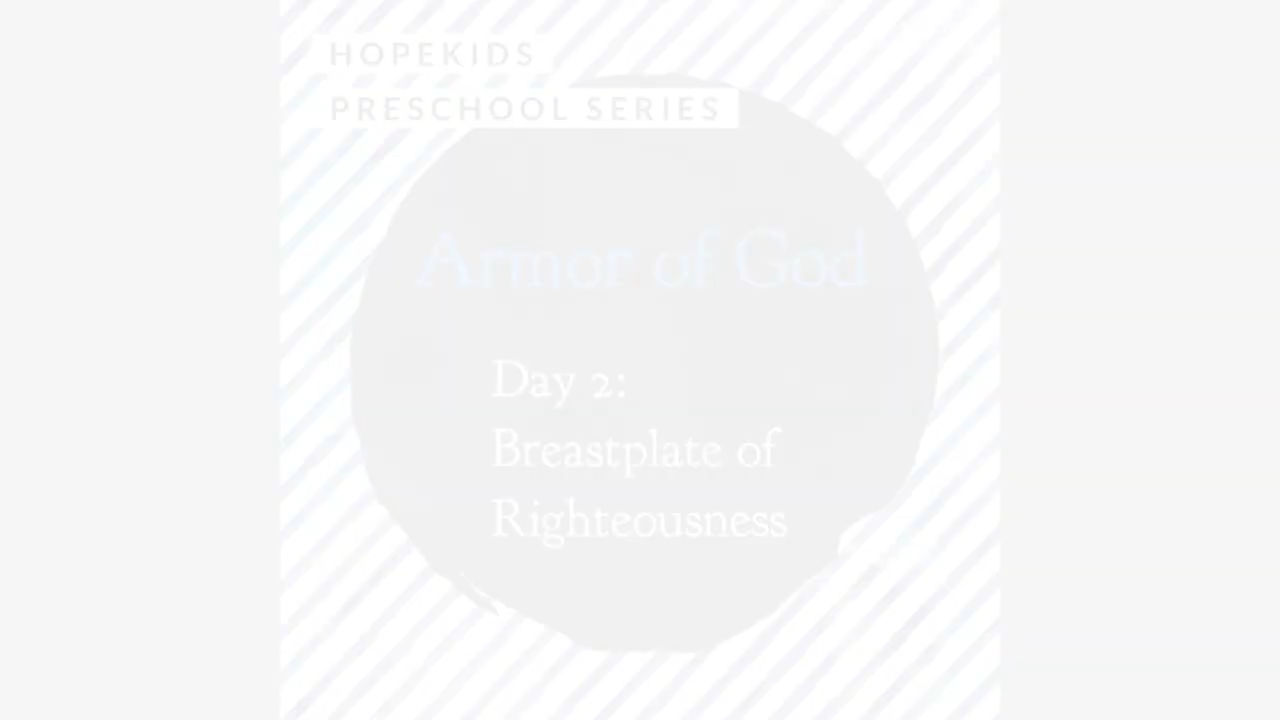 HOPEKIDS
PRESCHOOL SERIES
Armor of God
Day 2:
Breastplate of
Righteousness